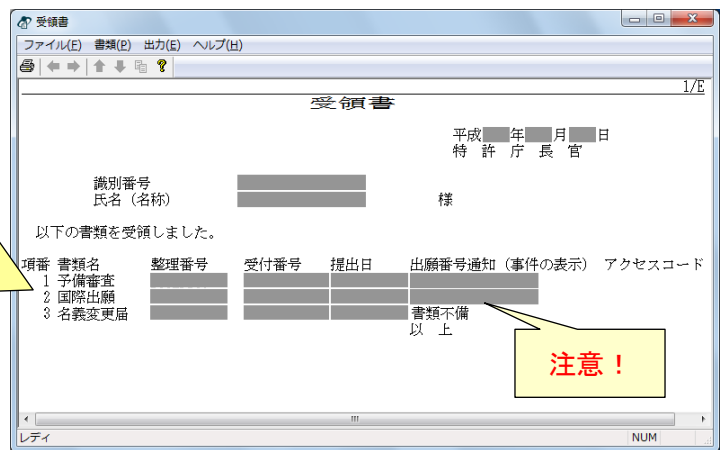 受領書
ファイル(F) 書類(P) 出力(E) ヘルプ(H)
1/E
受領書
平成 年 月 日
特 許 庁 長 官
識別番号
氏名（名称） 様
以下の書類を受領しました。
項番 書類名 整理番号 受付番号 提出日 出願番号通知（事件の表示） アクセスコード
1 予備審査
2 国際出願
3 名義変更届 書類不備
以 上
注意！
レディ NUM